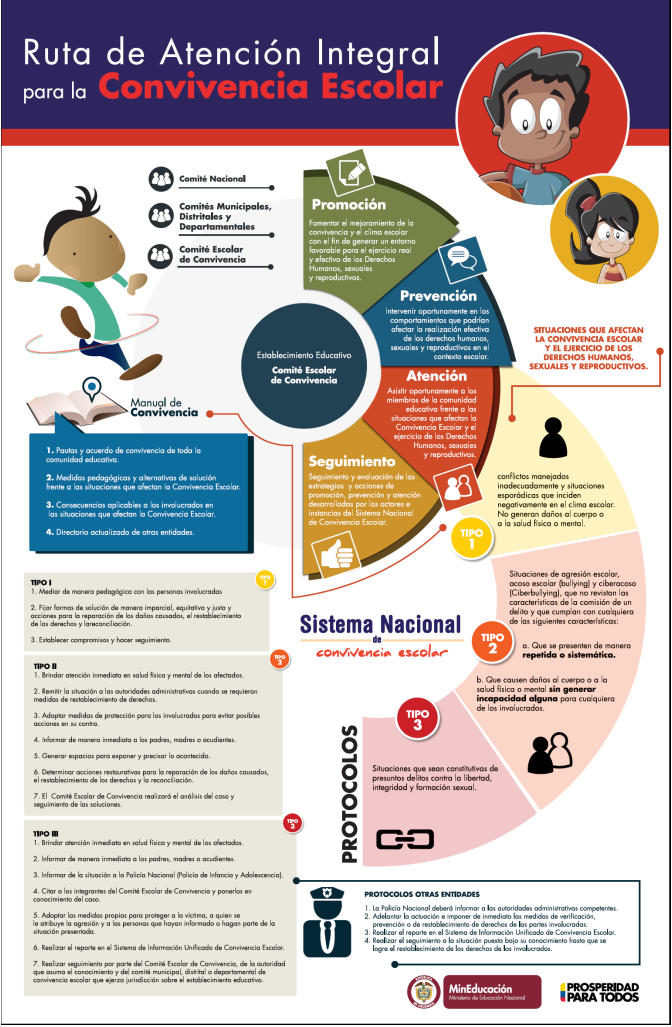 Ruta de Atención Integral
para la Convivencia Escolar
Comité Nacional
Comités Municipales,
Distritales y
Departamentales
Comité Escolar
de Convivencia
Promoción
Fomentar el mejoramiento de la
convivencia y el clima escolar
con el fin de generar un entorno
favorable para el ejercicio real
y efectivo de los Derechos
Humanos, sexuales
y reproductivos.
Prevención
Intervenir oportunamente en los
comportamientos que podrían
afectar la realización efectiva
de los derechos humanos,
sexuales y reproductivos en el
contexto escolar.
Establecimiento Educativo
Comité Escolar
de Convivencia
Atención
Asistir oportunamente a los
miembros de la comunidad
educativa frente a las
situaciones que afectan la
Convivencia Escolar y el
ejercicio de los Derechos
Humanos, sexuales
y reproductivos.
Seguimiento
Seguimiento y evaluación de las
estrategias y acciones de
promoción, prevención y atención
desarrolladas por los actores e
instancias del Sistema Nacional
de Convivencia Escolar.
SITUACIONES QUE AFECTAN
LA CONVIVENCIA ESCOLAR
Y EL EJERCICIO DE LOS
DERECHOS HUMANOS,
SEXUALES Y REPRODUCTIVOS.
Manual de
Convivencia
1. Pautas y acuerdo de convivencia de toda la
comunidad educativa.
2. Medidas pedagógicas y alternativas de solución
frente a las situaciones que afectan la Convivencia Escolar.
3. Consecuencias aplicables a los involucrados en
las situaciones que afectan la Convivencia Escolar.
4. Directorio actualizado de otras entidades.
conflictos manejados
inadecuadamente y situaciones
esporádicas que inciden
negativamente en el clima escolar.
No generan daños al cuerpo o
a la salud física o mental.
TIPO
1
Situaciones de agresión escolar,
acoso escolar (bullying) y ciberacoso
(Ciberbullying), que no revistan las
características de la comisión de un
delito y que cumplan con cualquiera
de las siguientes características:
a. Que se presenten de manera
repetida o sistemática.
b. Que causen daños al cuerpo o a la
salud física o mental sin generar
incapacidad alguna para cualquiera
de los involucrados.
TIPO
2
Sistema Nacional
de
convivencia escolar
TIPO
3
Situaciones que sean constitutivas de
presuntos delitos contra la libertad,
integridad y formación sexual.
PROTOCOLOS
TIPO I
TIPO
1
1. Mediar de manera pedagógica con las personas involucradas
2. Fijar formas de solución de manera imparcial, equitativa y justa y
acciones para la reparación de los daños causados, el restablecimiento
de los derechos y lareconciliación.
3. Establecer compromisos y hacer seguimiento.
TIPO II
TIPO
2
1. Brindar atención inmediata en salud física y mental de los afectados.
2. Remitir la situación a autoridades administrativas cuando se requieran
medidas de restablecimiento de derechos.
3. Adoptar medidas de protección para los involucrados para evitar posibles
acciones en su contra.
4. Informar de manera inmediata a los padres, madres o acudientes.
5. Generar espacios para exponer y precisar lo acontecido.
6. Determinar acciones restaurativas para la reparación de los daños causados,
el restablecimiento de los derechos y la reconciliación.
7. El Comité Escolar de Convivencia realizará el análisis del caso y
seguimiento de las soluciones.
TIPO III
TIPO
3
1. Brindar atención inmediata en salud física y mental de los afectados.
2. Informar de manera inmediata a los padres, madres o acudientes.
3. Informar de la situación a la Policía Nacional (Policía de Infancia y Adolescencia).
4. Citar a los integrantes del Comité Escolar de Convivencia y ponerlos en
conocimiento del caso.
5. Adoptar las medidas propias para proteger a la víctima, a quien se
le atribuye la agresión y a las personas que hayan informado o hagan parte de la
situación presentada.
6. Realizar el reporte en el Sistema de Información Unificado de Convivencia Escolar.
7. Realizar seguimiento por parte del Comité Escolar de Convivencia, de la autoridad
que asuma el conocimiento y del comité municipal, distrital o departamental de
convivencia escolar que ejerza jurisdicción sobre el establecimiento educativo.
PROTOCOLOS OTRAS ENTIDADES
1. La Policía Nacional deberá informar a las autoridades administrativas competentes.
2. Adelantar la actuación e imponer de inmediato las medidas de verificación,
prevención o de restablecimiento de derechos de las partes involucradas.
3. Realizar el reporte en el Sistema de Información Unificado de Convivencia Escolar.
4. Realizar el seguimiento a la situación puesta bajo su conocimiento hasta que se
logre el restablecimiento de los derechos de los involucrados.
MinEducación
Ministerio de Educación Nacional
PROSPERIDAD
PARA TODOS